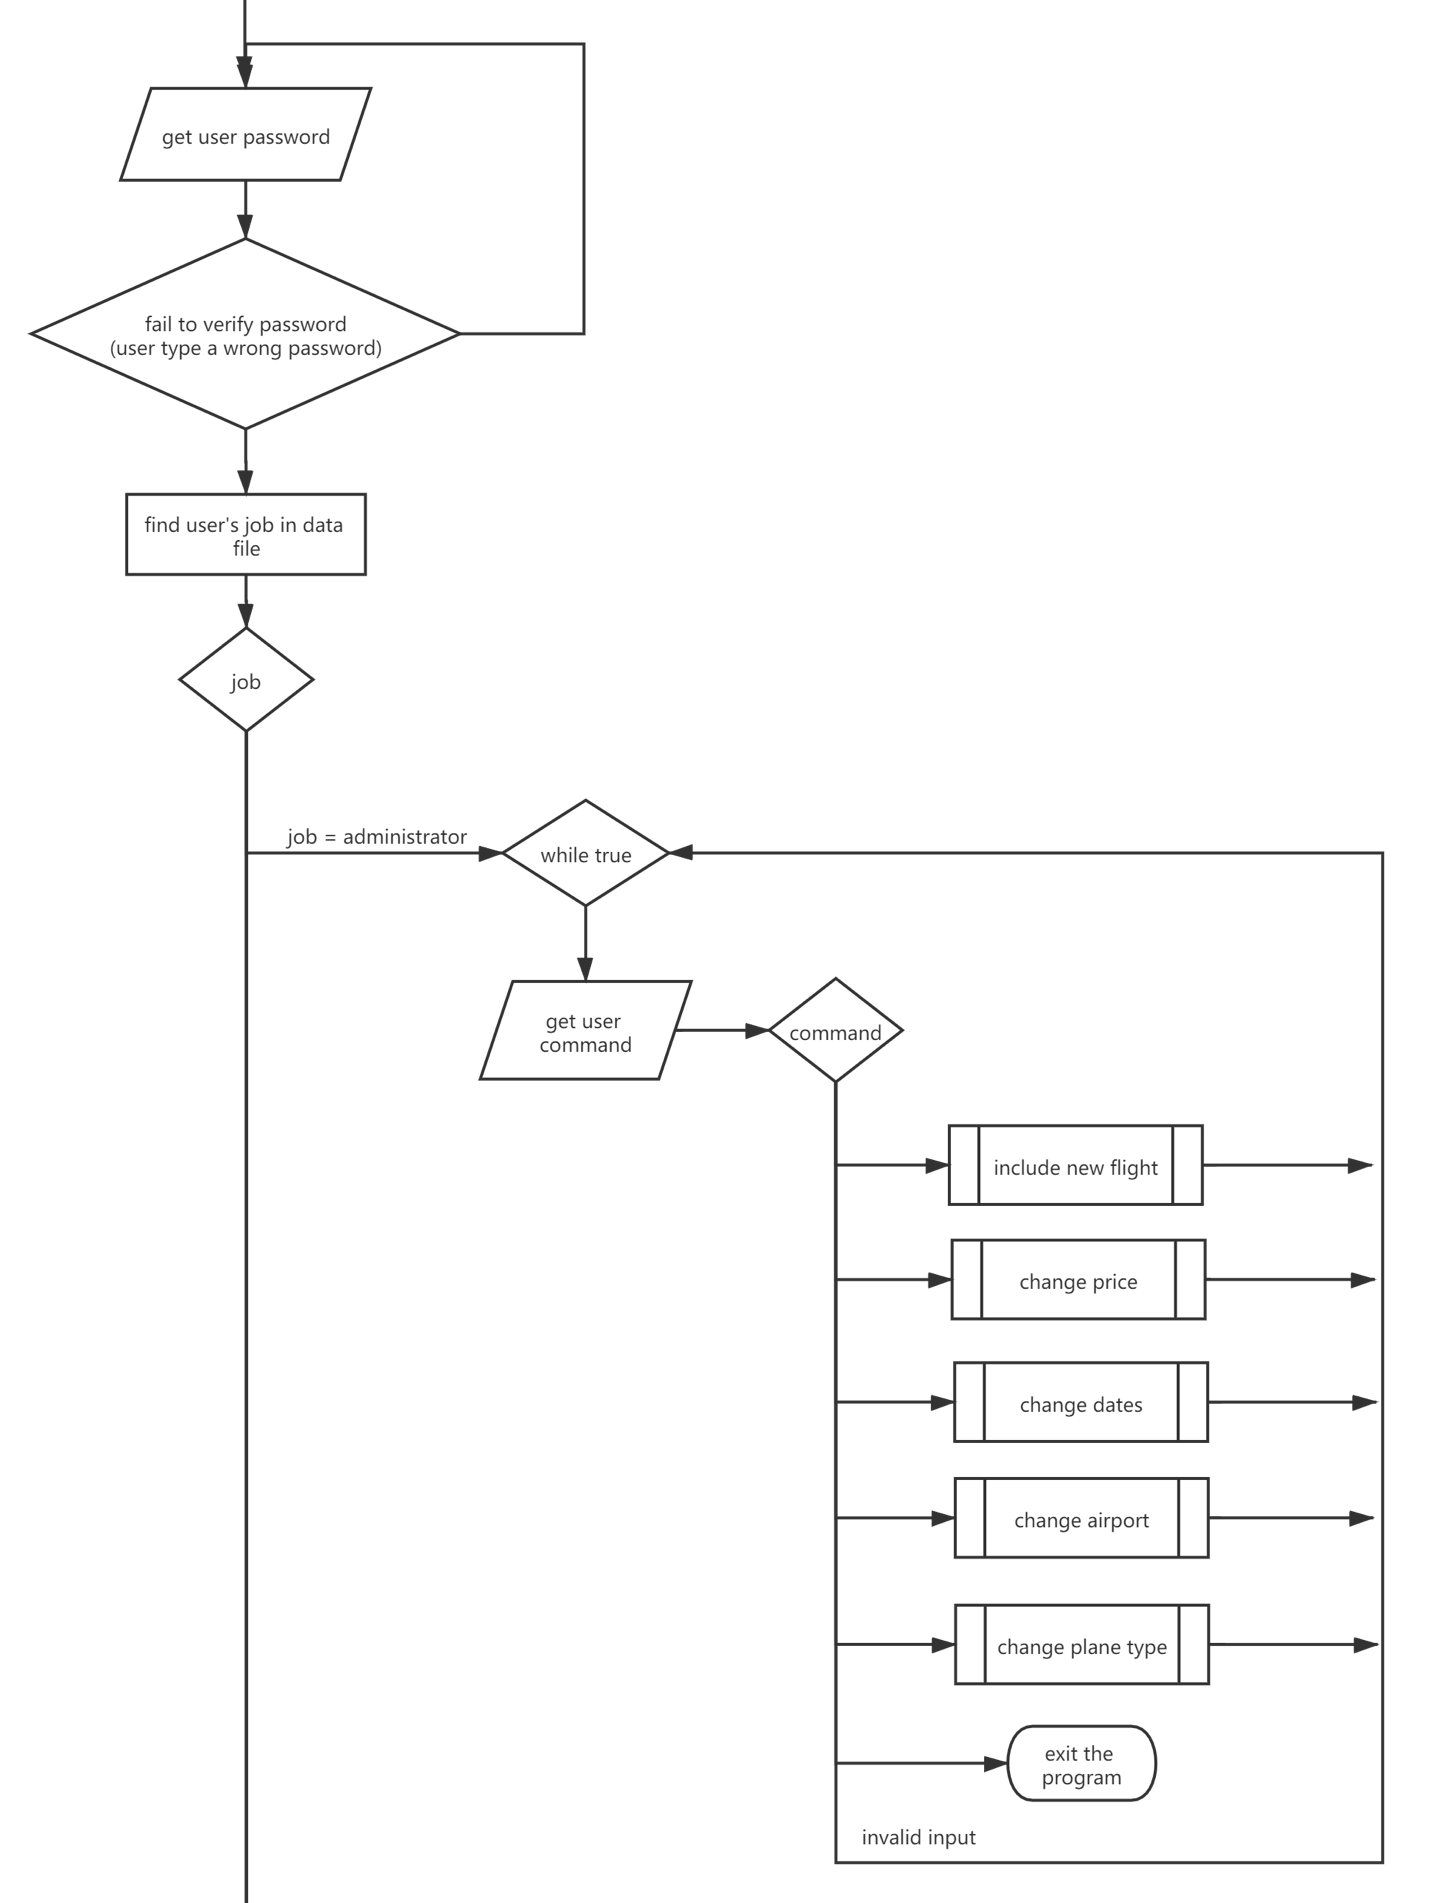 get user password
fail to verify password
(user type a wrong password)
find user's job in data
file
job
job = administrator
while true
get user
command
command
include new flight
change price
change dates
change airport
change plane type
exit the
program
invalid input